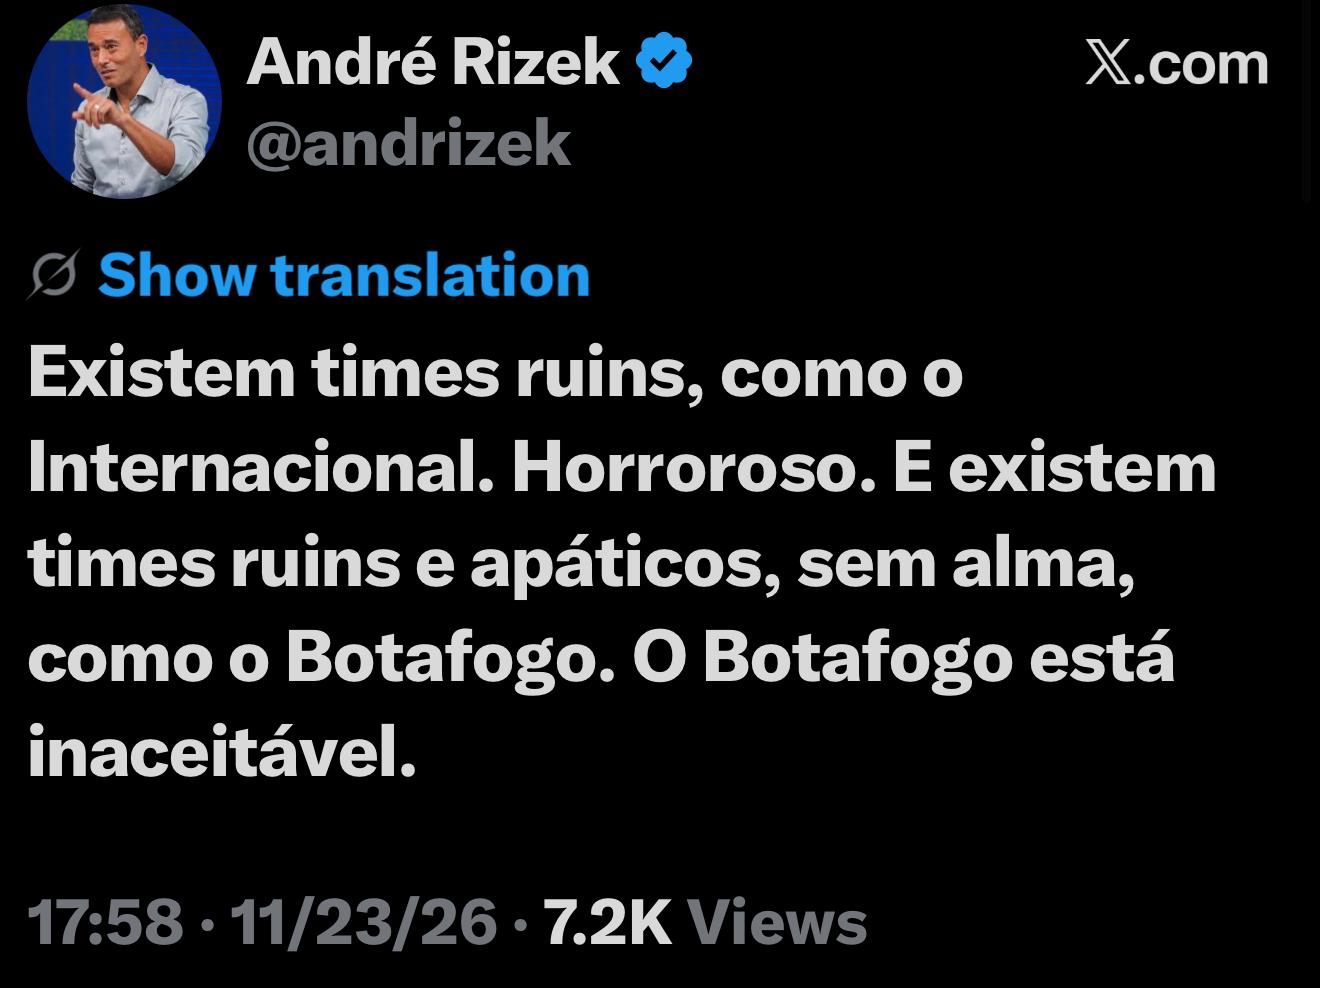 André Rizek
X.com
@andrizek
Show translation
Existem times ruins, como o
Internacional. Horroroso. E existem
times ruins e apáticos, sem alma,
como o Botafogo. O Botafogo está
inaceitável.
17:58 · 11/23/26 · 7.2K Views